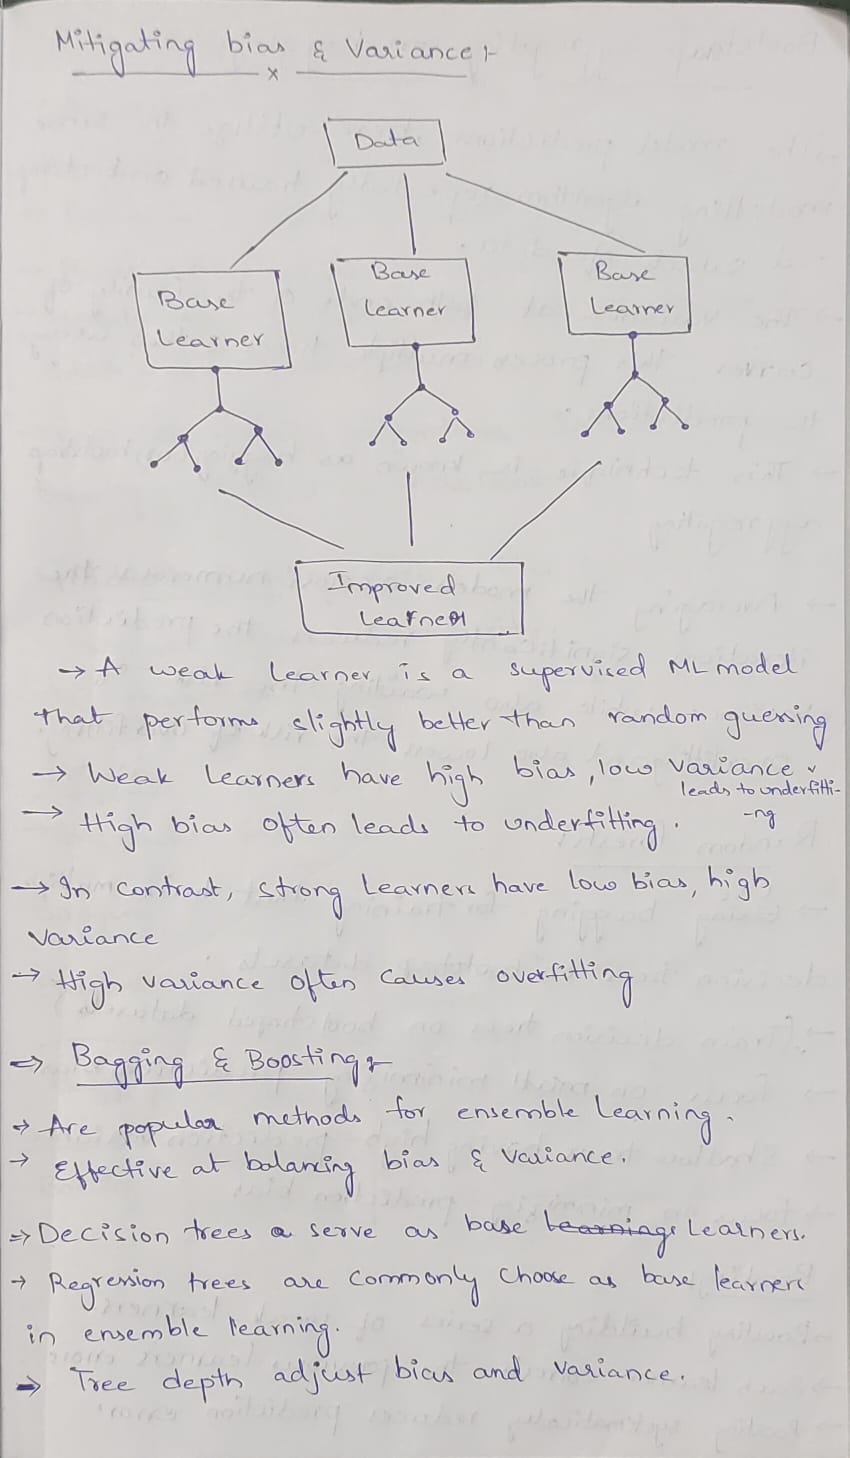 Mitigating bias & Variance :-
x
Data
Base Learner
Base Learner
Base Learner
Improved
Learner
→ A weak learner is a supervised ML model
that performs slightly better than random guessing
→ Weak Learners have high bias, low variance
leads to underfitti-
-ng
→ High bias often leads to underfitting.
→ In contrast, strong learners have low bias, high
variance
→ High variance often causes overfitting
⇒ Bagging & Boosting :-
→ Are popular methods for ensemble learning.
→ Effective at balancing bias & variance.
⇒ Decision trees a serve as base learnings Learners.
→ Regression trees are commonly choose as base learners
in ensemble learning.
⇒ Tree depth adjust bias and variance.